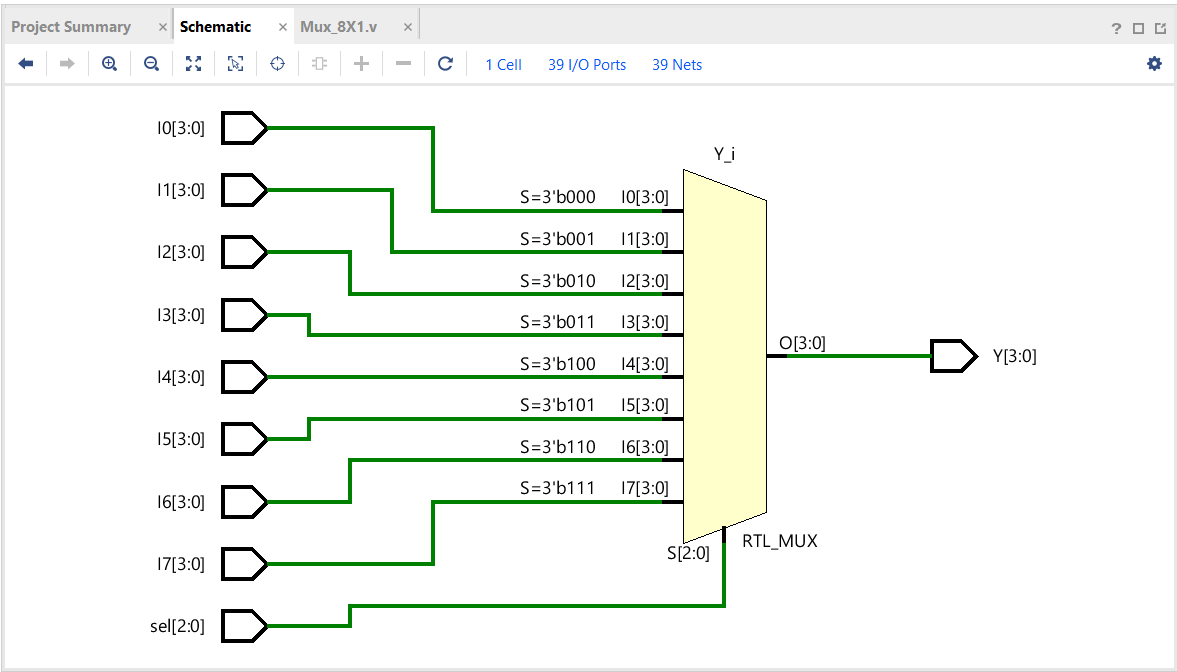 Project Summary × Schematic × Mux_8X1.v × ?
1 Cell 39 I/O Ports 39 Nets
I0[3:0]
I1[3:0]
I2[3:0]
I3[3:0]
I4[3:0]
I5[3:0]
I6[3:0]
I7[3:0]
sel[2:0]
Y_i
S=3'b000 I0[3:0]
S=3'b001 I1[3:0]
S=3'b010 I2[3:0]
S=3'b011 I3[3:0]
S=3'b100 I4[3:0]
S=3'b101 I5[3:0]
S=3'b110 I6[3:0]
S=3'b111 I7[3:0]
S[2:0]
RTL_MUX
O[3:0]
Y[3:0]